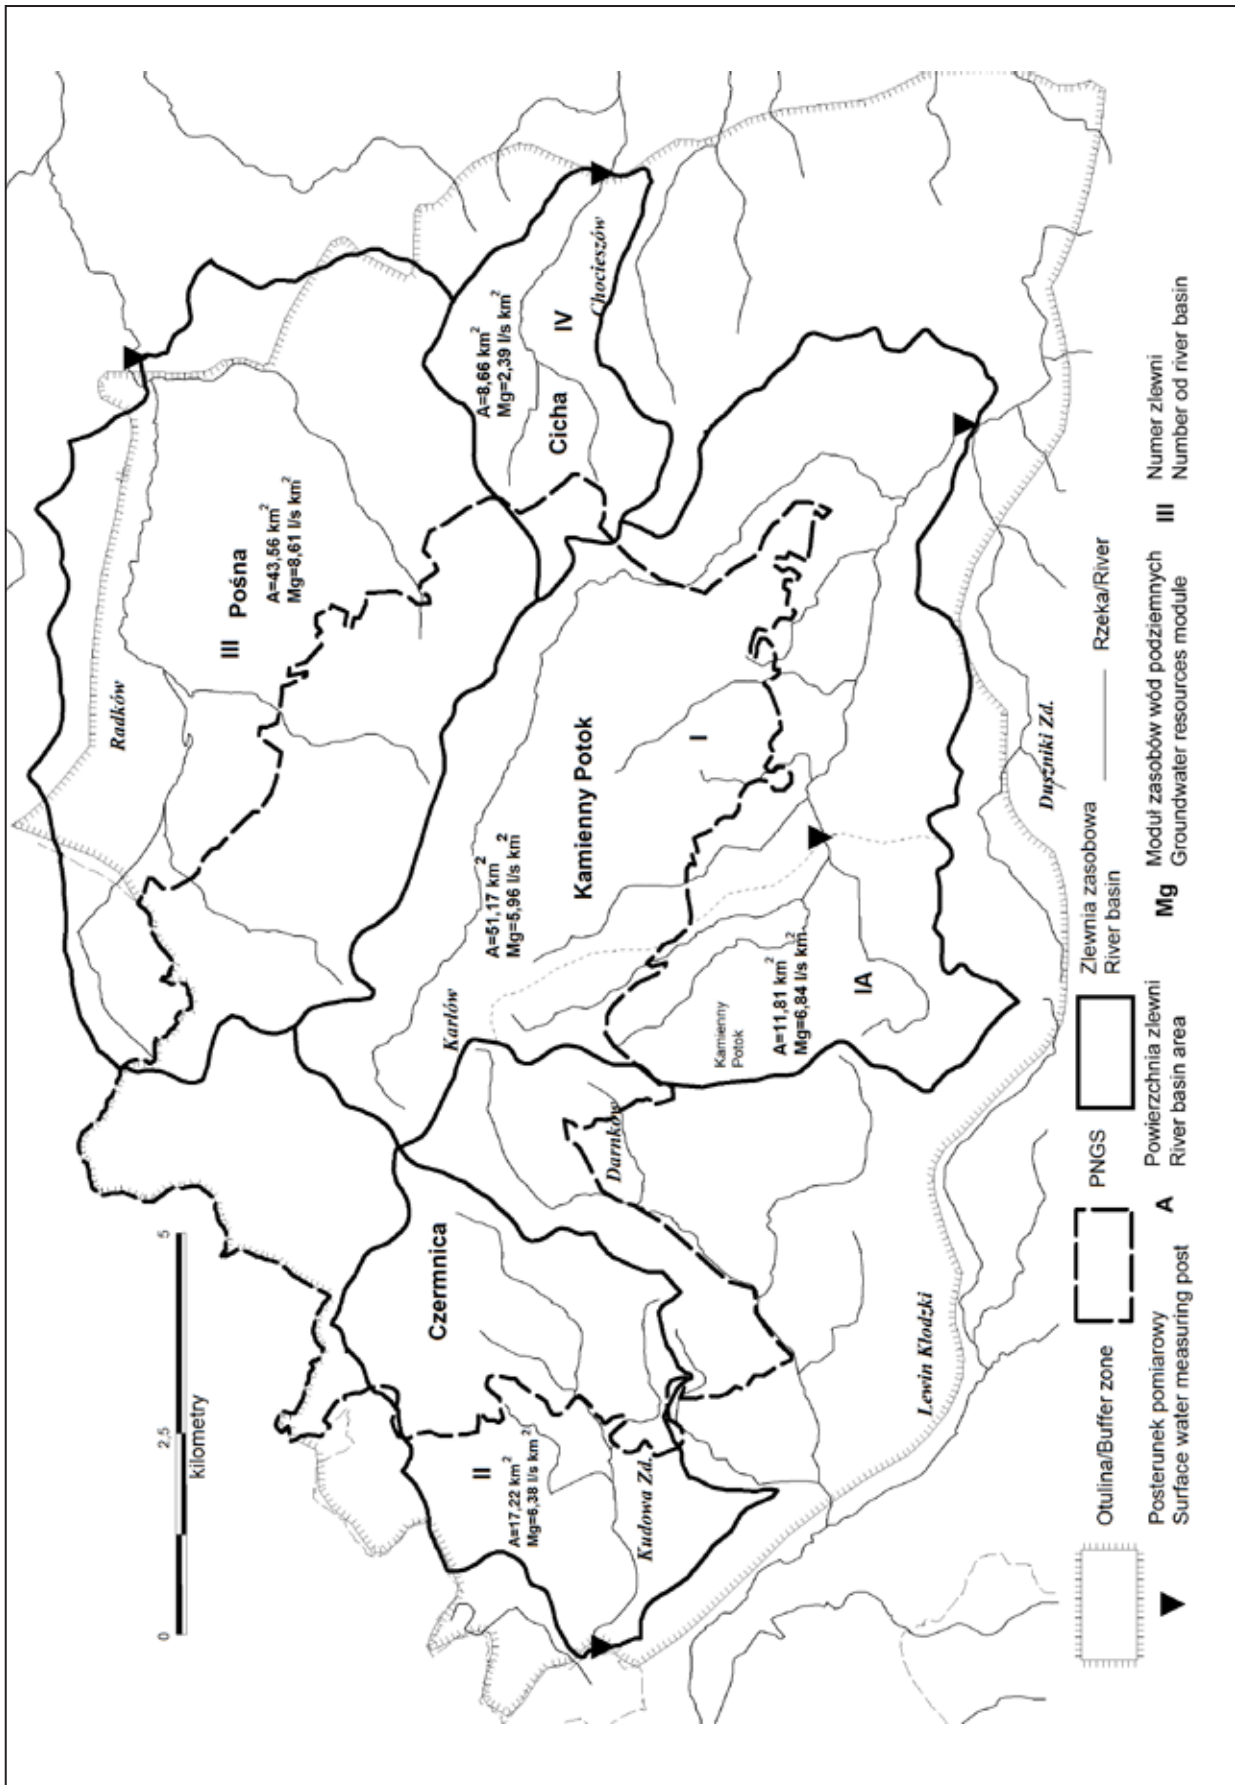 0
2,5
5
kilometry
Radków
III Pośna
A=43,56 km²
Mg=8,61 l/s km²
A=8,66 km²
Mg=2,39 l/s km²
Cicha
IV
Chocieszów
Karłów
A=51,17 km²
Mg=5,96 l/s km²
Kamienny Potok
I
Czermnica
II
A=17,22 km²
Mg=6,38 l/s km²
Kudowa Zd.
Darnków
Kamienny
Potok
A=11,81 km²
Mg=6,84 l/s km²
IA
Lewin Kłodzki
Duszniki Zd.
Otulina/Buffer zone
PNGS
Zlewnia zasobowa
River basin
Rzeka/River
Posterunek pomiarowy
Surface water measuring post
A
Powierzchnia zlewni
River basin area
Mg
Moduł zasobów wód podziemnych
Groundwater resources module
III
Numer zlewni
Number od river basin